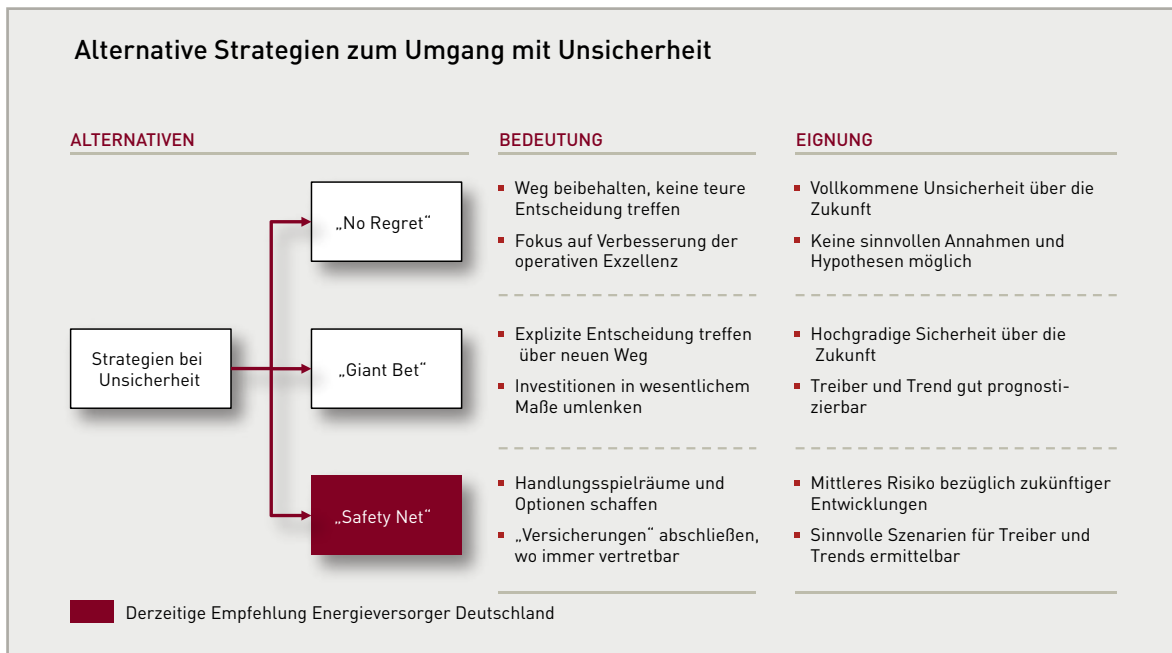 Alternative Strategien zum Umgang mit Unsicherheit
ALTERNATIVEN
BEDEUTUNG
EIGNUNG
Strategien bei
Unsicherheit
„No Regret“
Weg beibehalten, keine teure
Entscheidung treffen
Fokus auf Verbesserung der
operativen Exzellenz
Vollkommene Unsicherheit über die
Zukunft
Keine sinnvollen Annahmen und
Hypothesen möglich
„Giant Bet“
Explizite Entscheidung treffen
über neuen Weg
Investitionen in wesentlichem
Maße umlenken
Hochgradige Sicherheit über die
Zukunft
Treiber und Trend gut prognosti-
zierbar
„Safety Net“
Handlungsspielräume und
Optionen schaffen
„Versicherungen“ abschließen,
wo immer vertretbar
Mittleres Risiko bezüglich zukünftiger
Entwicklungen
Sinnvolle Szenarien für Treiber und
Trends ermittelbar
Derzeitige Empfehlung Energieversorger Deutschland